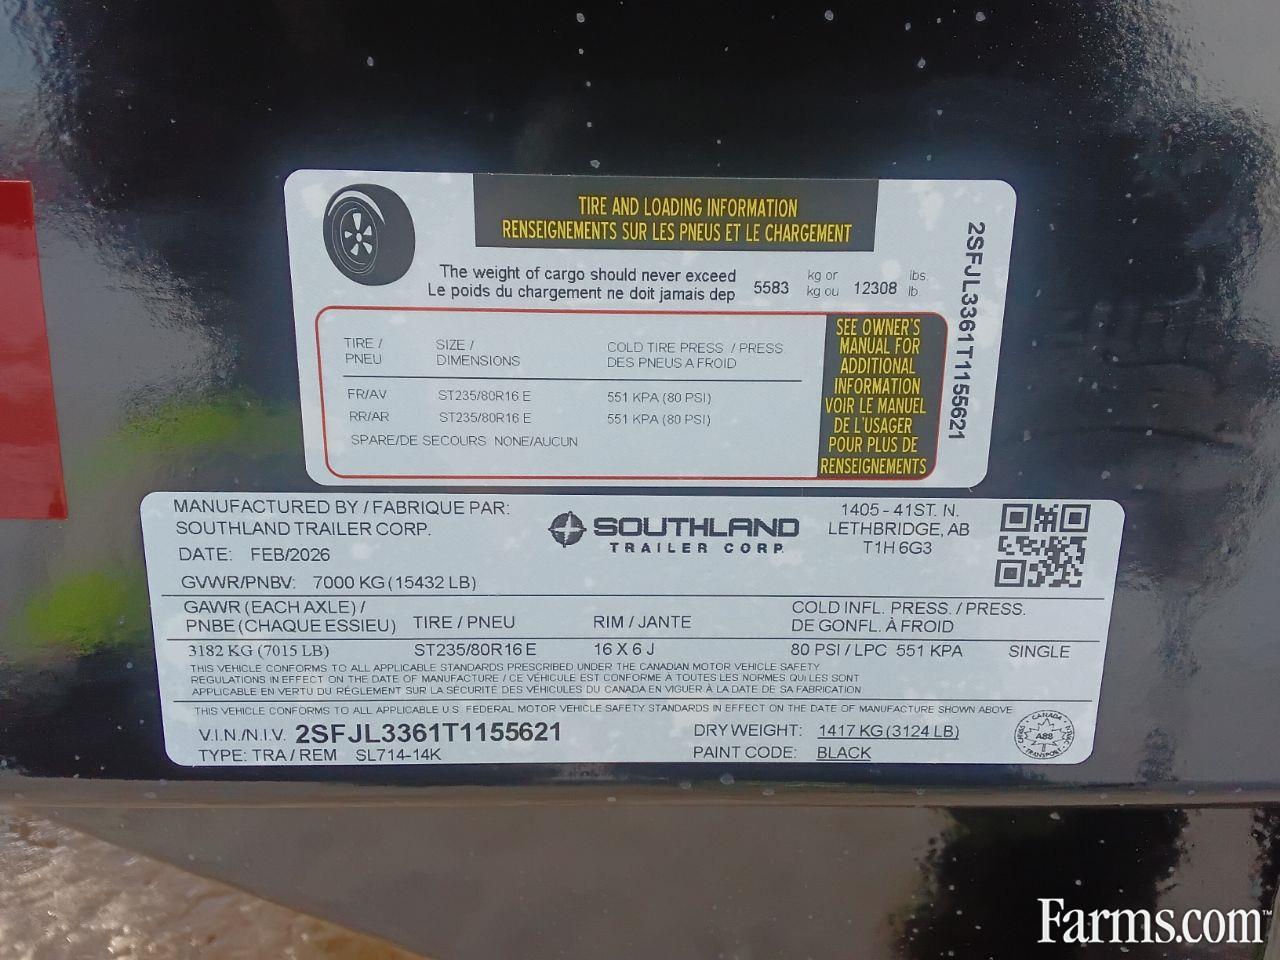 TIRE AND LOADING INFORMATION
RENSEIGNEMENTS SUR LES PNEUS ET LE CHARGEMENT
The weight of cargo should never exceed 5583 kg or 12308 lbs.
Le poids du chargement ne doit jamais dep kg ou lb
TIRE / SIZE / COLD TIRE PRESS. / PRESS.
PNEU DIMENSIONS DES PNEUS A FROID
FR/AV ST235/80R16 E 551 KPA (80 PSI)
RR/AR ST235/80R16 E 551 KPA (80 PSI)
SPARE/DE SECOURS NONE/AUCUN
SEE OWNER'S
MANUAL FOR
ADDITIONAL
INFORMATION
VOIR LE MANUEL
DE L'USAGER
POUR PLUS DE
RENSEIGNEMENTS
2SFJL3361T1155621
MANUFACTURED BY / FABRIQUE PAR:
SOUTHLAND TRAILER CORP.
DATE: FEB/2026
GVWR/PNBV: 7000 KG (15432 LB)
SOUTHLAND
TRAILER CORP.
1405 - 41ST. N.
LETHBRIDGE, AB
T1H 6G3
GAWR (EACH AXLE) / TIRE / PNEU RIM / JANTE COLD INFL. PRESS. / PRESS.
PNBE (CHAQUE ESSIEU) DE GONFL. À FROID
3182 KG (7015 LB) ST235/80R16 E 16 X 6 J 80 PSI / LPC 551 KPA SINGLE
THIS VEHICLE CONFORMS TO ALL APPLICABLE STANDARDS PRESCRIBED UNDER THE CANADIAN MOTOR VEHICLE SAFETY
REGULATIONS IN EFFECT ON THE DATE OF MANUFACTURE / CE VÉHICULE EST CONFORME À TOUTES LES NORMES QUI LES SONT
APPLICABLE EN VERTU DU RÉGLEMENT SUR LA SÉCURITÉ DES VÉHICULES DU CANADA EN VIGUER À LA DATE DE SA FABRICATION
THIS VEHICLE CONFORMS TO ALL APPLICABLE U.S. FEDERAL MOTOR VEHICLE SAFETY STANDARDS IN EFFECT ON THE DATE OF MANUFACTURE SHOWN ABOVE
V.I.N./N.I.V. 2SFJL3361T1155621 DRY WEIGHT: 1417 KG (3124 LB)
TYPE: TRA / REM SL714-14K PAINT CODE: BLACK
CANADA
A88
TRANSPORT
Farms.com™